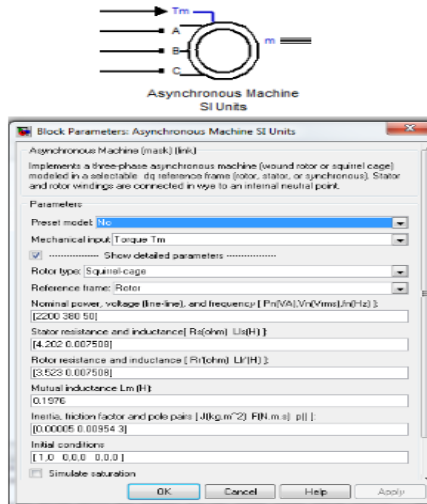 Tm
A
m
B
C
Asynchronous Machine
SI Units
Block Parameters: Asynchronous Machine SI Units
Asynchronous Machine (mask) (link)
Implements a three-phase asynchronous machine (wound rotor or squirrel cage)
modeled in a selectable dq reference frame (rotor, stator, or synchronous). Stator
and rotor windings are connected in wye to an internal neutral point.
Parameters
Preset model: No
Mechanical input: Torque Tm
---------------- Show detailed parameters ----------------
Rotor type: Squirrel-cage
Reference frame: Rotor
Nominal power, voltage (line-line), and frequency [ Pn(VA),Vn(Vrms),fn(Hz) ]:
[2200 380 50]
Stator resistance and inductance[ Rs(ohm) Lls(H) ]:
[4.202 0.007508]
Rotor resistance and inductance [ Rr'(ohm) Llr'(H) ]:
[3.523 0.007508]
Mutual inductance Lm (H):
0.1976
Inertia, friction factor and pole pairs [ J(kg.m^2) F(N.m.s) p() ]:
[0.00005 0.00954 3]
Initial conditions
[ 1,0 0,0,0 0,0,0 ]
Simulate saturation
OK Cancel Help Apply